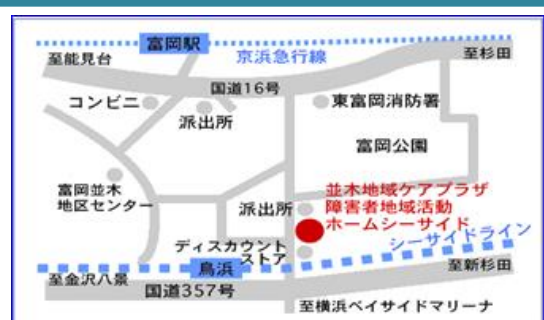 富岡駅
京浜急行線
至能見台
至杉田
国道16号
コンビニ
派出所
東富岡消防署
富岡公園
富岡並木
地区センター
派出所
並木地域ケアプラザ
障害者地域活動
ホームシーサイド
シーサイドライン
ディスカウント
ストア
鳥浜
至新杉田
至金沢八景
国道357号
至横浜ベイサイドマリーナ